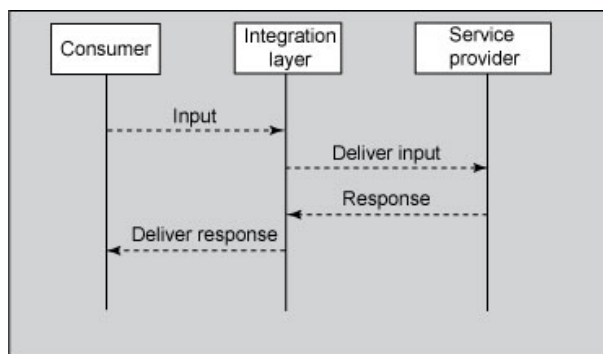 Consumer
Integration
layer
Service
provider
Input
Deliver input
Response
Deliver response